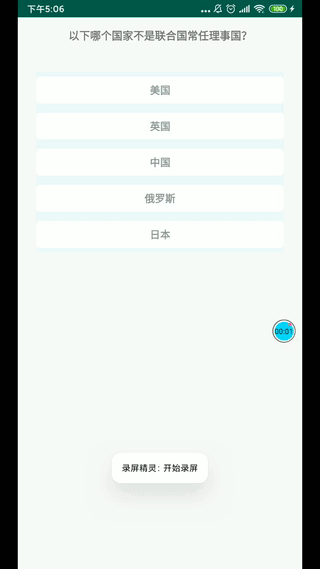 下午5:06
100
以下哪个国家不是联合国常任理事国？
美国
英国
中国
俄罗斯
日本
00:01
录屏精灵：开始录屏